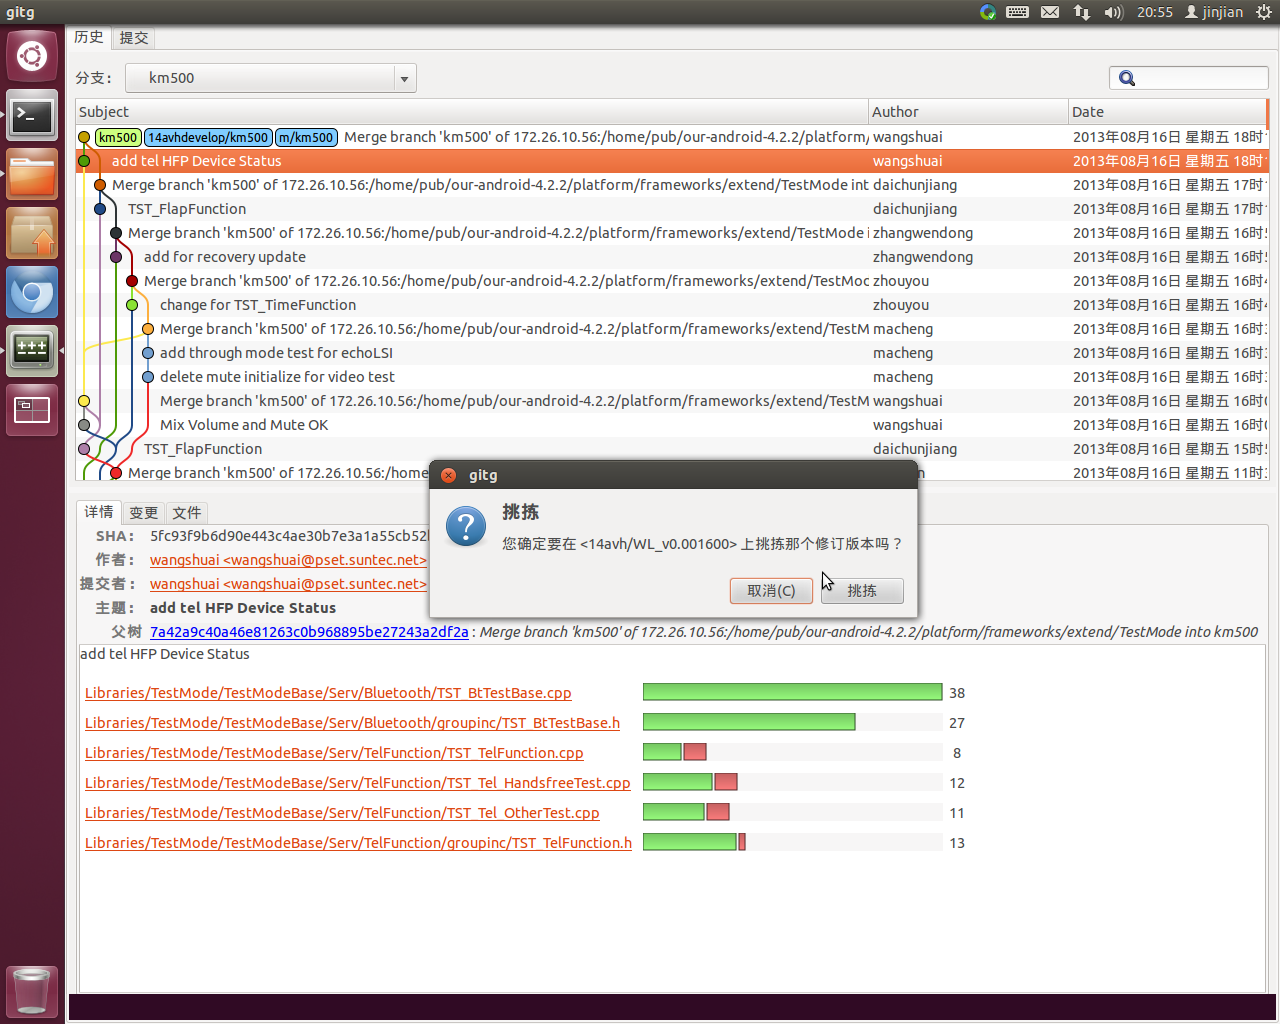 gitg
20:55
jinjian
历史 提交
分支：
km500
Subject Author Date
km500 14avhdevelop/km500 m/km500 Merge branch 'km500' of 172.26.10.56:/home/pub/our-android-4.2.2/platform/ wangshuai 2013年08月16日 星期五 18时
add tel HFP Device Status wangshuai 2013年08月16日 星期五 18时
Merge branch 'km500' of 172.26.10.56:/home/pub/our-android-4.2.2/platform/frameworks/extend/TestMode int daichunjiang 2013年08月16日 星期五 17时
TST_FlapFunction daichunjiang 2013年08月16日 星期五 17时
Merge branch 'km500' of 172.26.10.56:/home/pub/our-android-4.2.2/platform/frameworks/extend/TestMode i zhangwendong 2013年08月16日 星期五 16时
add for recovery update zhangwendong 2013年08月16日 星期五 16时
Merge branch 'km500' of 172.26.10.56:/home/pub/our-android-4.2.2/platform/frameworks/extend/TestMoc zhouyou 2013年08月16日 星期五 16时
change for TST_TimeFunction zhouyou 2013年08月16日 星期五 16时
Merge branch 'km500' of 172.26.10.56:/home/pub/our-android-4.2.2/platform/frameworks/extend/TestM macheng 2013年08月16日 星期五 16时
add through mode test for echoLSI macheng 2013年08月16日 星期五 16时
delete mute initialize for video test macheng 2013年08月16日 星期五 16时
Merge branch 'km500' of 172.26.10.56:/home/pub/our-android-4.2.2/platform/frameworks/extend/TestM wangshuai 2013年08月16日 星期五 16时
Mix Volume and Mute OK wangshuai 2013年08月16日 星期五 16时
TST_FlapFunction daichunjiang 2013年08月16日 星期五 15时
Merge branch 'km500' of 172.26.10.56:/home 2013年08月16日 星期五 11时
gitg
挑拣
您确定要在 <14avh/WL_v0.001600> 上挑拣那个修订版本吗？
取消(C) 挑拣
详情 变更 文件
SHA: 5fc93f9b6d90e443c4ae30b7e3a1a55cb52
作者： wangshuai <wangshuai@pset.suntec.net>
提交者： wangshuai <wangshuai@pset.suntec.net>
主题： add tel HFP Device Status
父树 7a42a9c40a46e81263c0b968895be27243a2df2a : Merge branch 'km500' of 172.26.10.56:/home/pub/our-android-4.2.2/platform/frameworks/extend/TestMode into km500
add tel HFP Device Status
Libraries/TestMode/TestModeBase/Serv/Bluetooth/TST_BtTestBase.cpp 38
Libraries/TestMode/TestModeBase/Serv/Bluetooth/groupinc/TST_BtTestBase.h 27
Libraries/TestMode/TestModeBase/Serv/TelFunction/TST_TelFunction.cpp 8
Libraries/TestMode/TestModeBase/Serv/TelFunction/TST_Tel_HandsfreeTest.cpp 12
Libraries/TestMode/TestModeBase/Serv/TelFunction/TST_Tel_OtherTest.cpp 11
Libraries/TestMode/TestModeBase/Serv/TelFunction/groupinc/TST_TelFunction.h 13